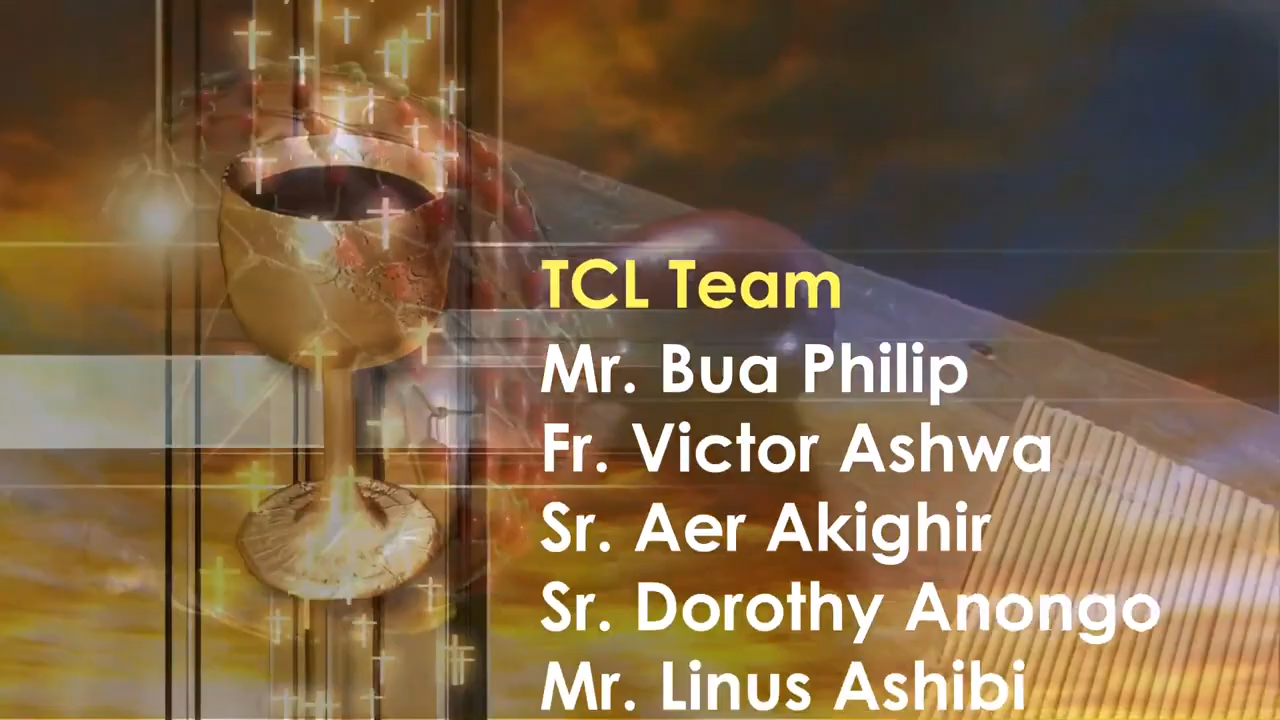 TCL Team
Mr. Bua Philip
Fr. Victor Ashwa
Sr. Aer Akighir
Sr. Dorothy Anongo
Mr. Linus Ashibi